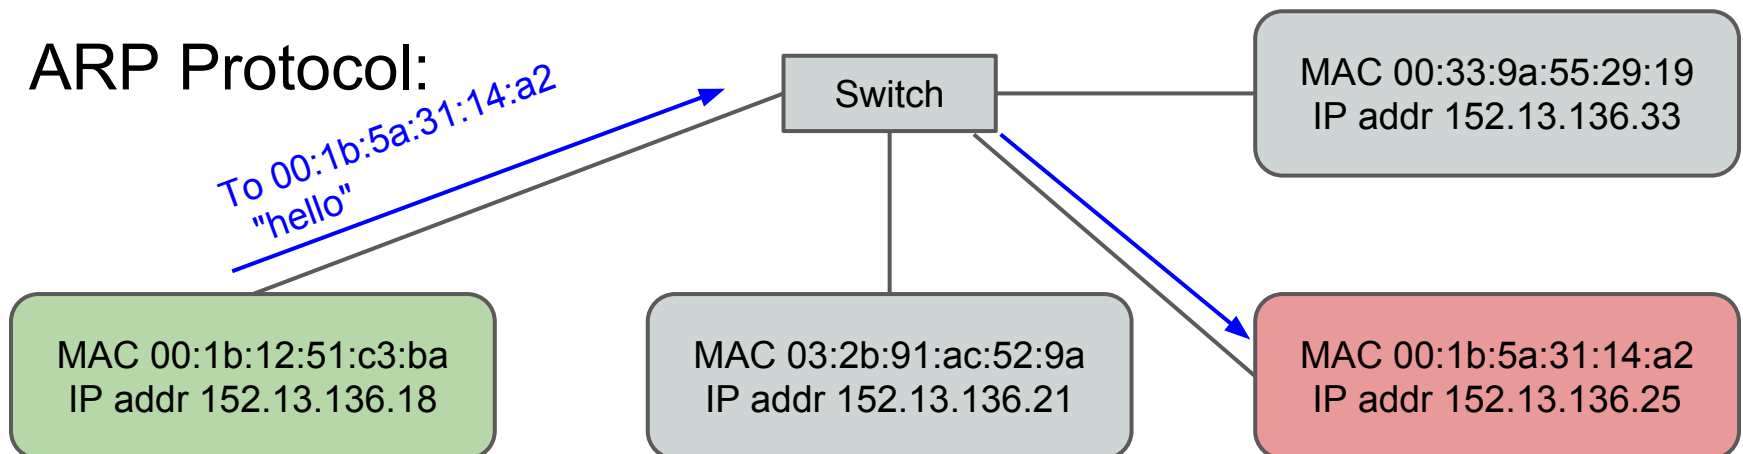 ARP Protocol:
To 00:1b:5a:31:14:a2
"hello"
Switch
MAC 00:33:9a:55:29:19
IP addr 152.13.136.33
MAC 00:1b:12:51:c3:ba
IP addr 152.13.136.18
MAC 03:2b:91:ac:52:9a
IP addr 152.13.136.21
MAC 00:1b:5a:31:14:a2
IP addr 152.13.136.25